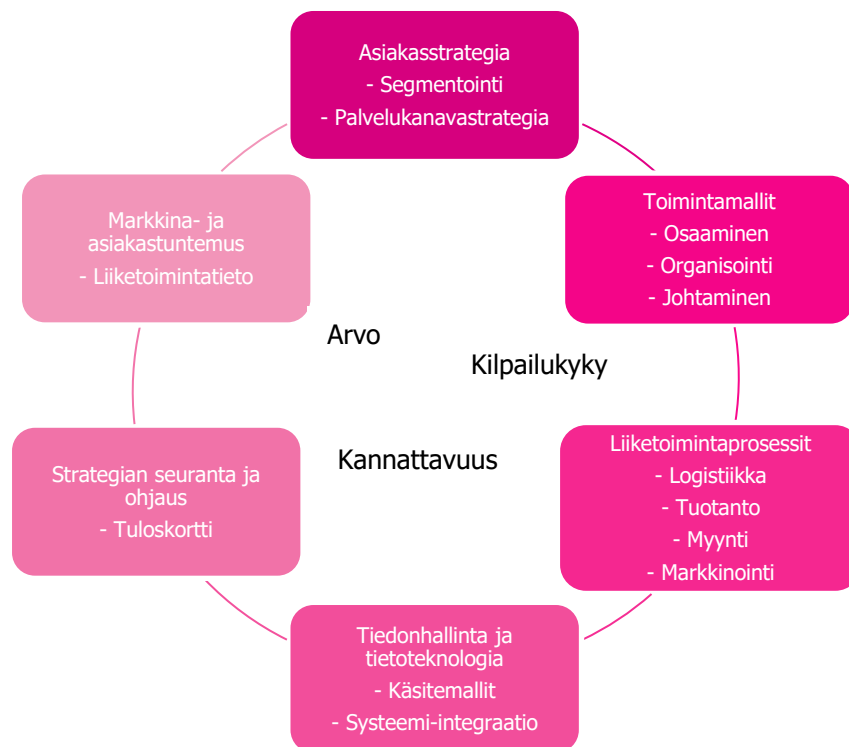 Asiakasstrategia
- Segmentointi
- Palvelukanavastrategia
Toimintamallit
- Osaaminen
- Organisointi
- Johtaminen
Liiketoimintaprosessit
- Logistiikka
- Tuotanto
- Myynti
- Markkinointi
Tiedonhallinta ja
tietoteknologia
- Käsitemallit
- Systeemi-integraatio
Strategian seuranta ja
ohjaus
- Tuloskortti
Markkina- ja
asiakastuntemus
- Liiketoimintatieto
Arvo
Kilpailukyky
Kannattavuus